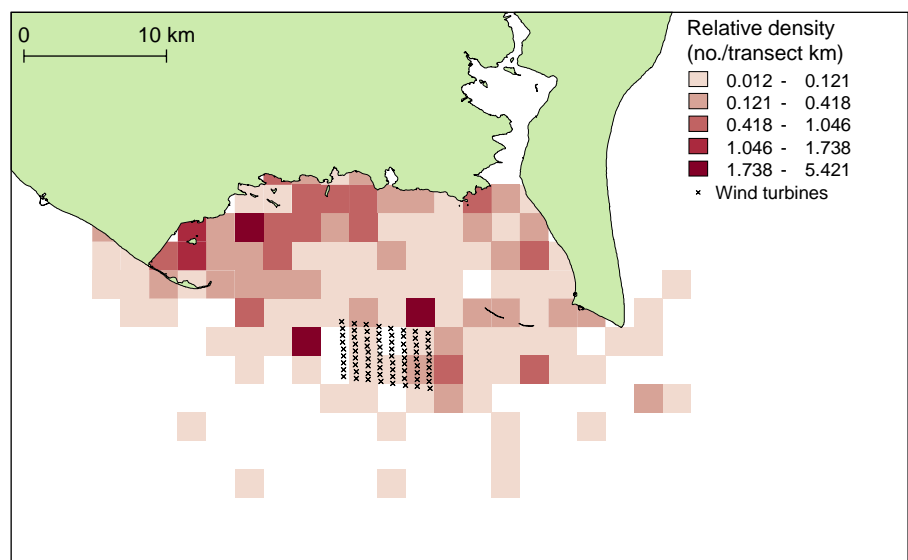 0 10 km
Relative density
(no./transect km)
0.012 - 0.121
0.121 - 0.418
0.418 - 1.046
1.046 - 1.738
1.738 - 5.421
× Wind turbines